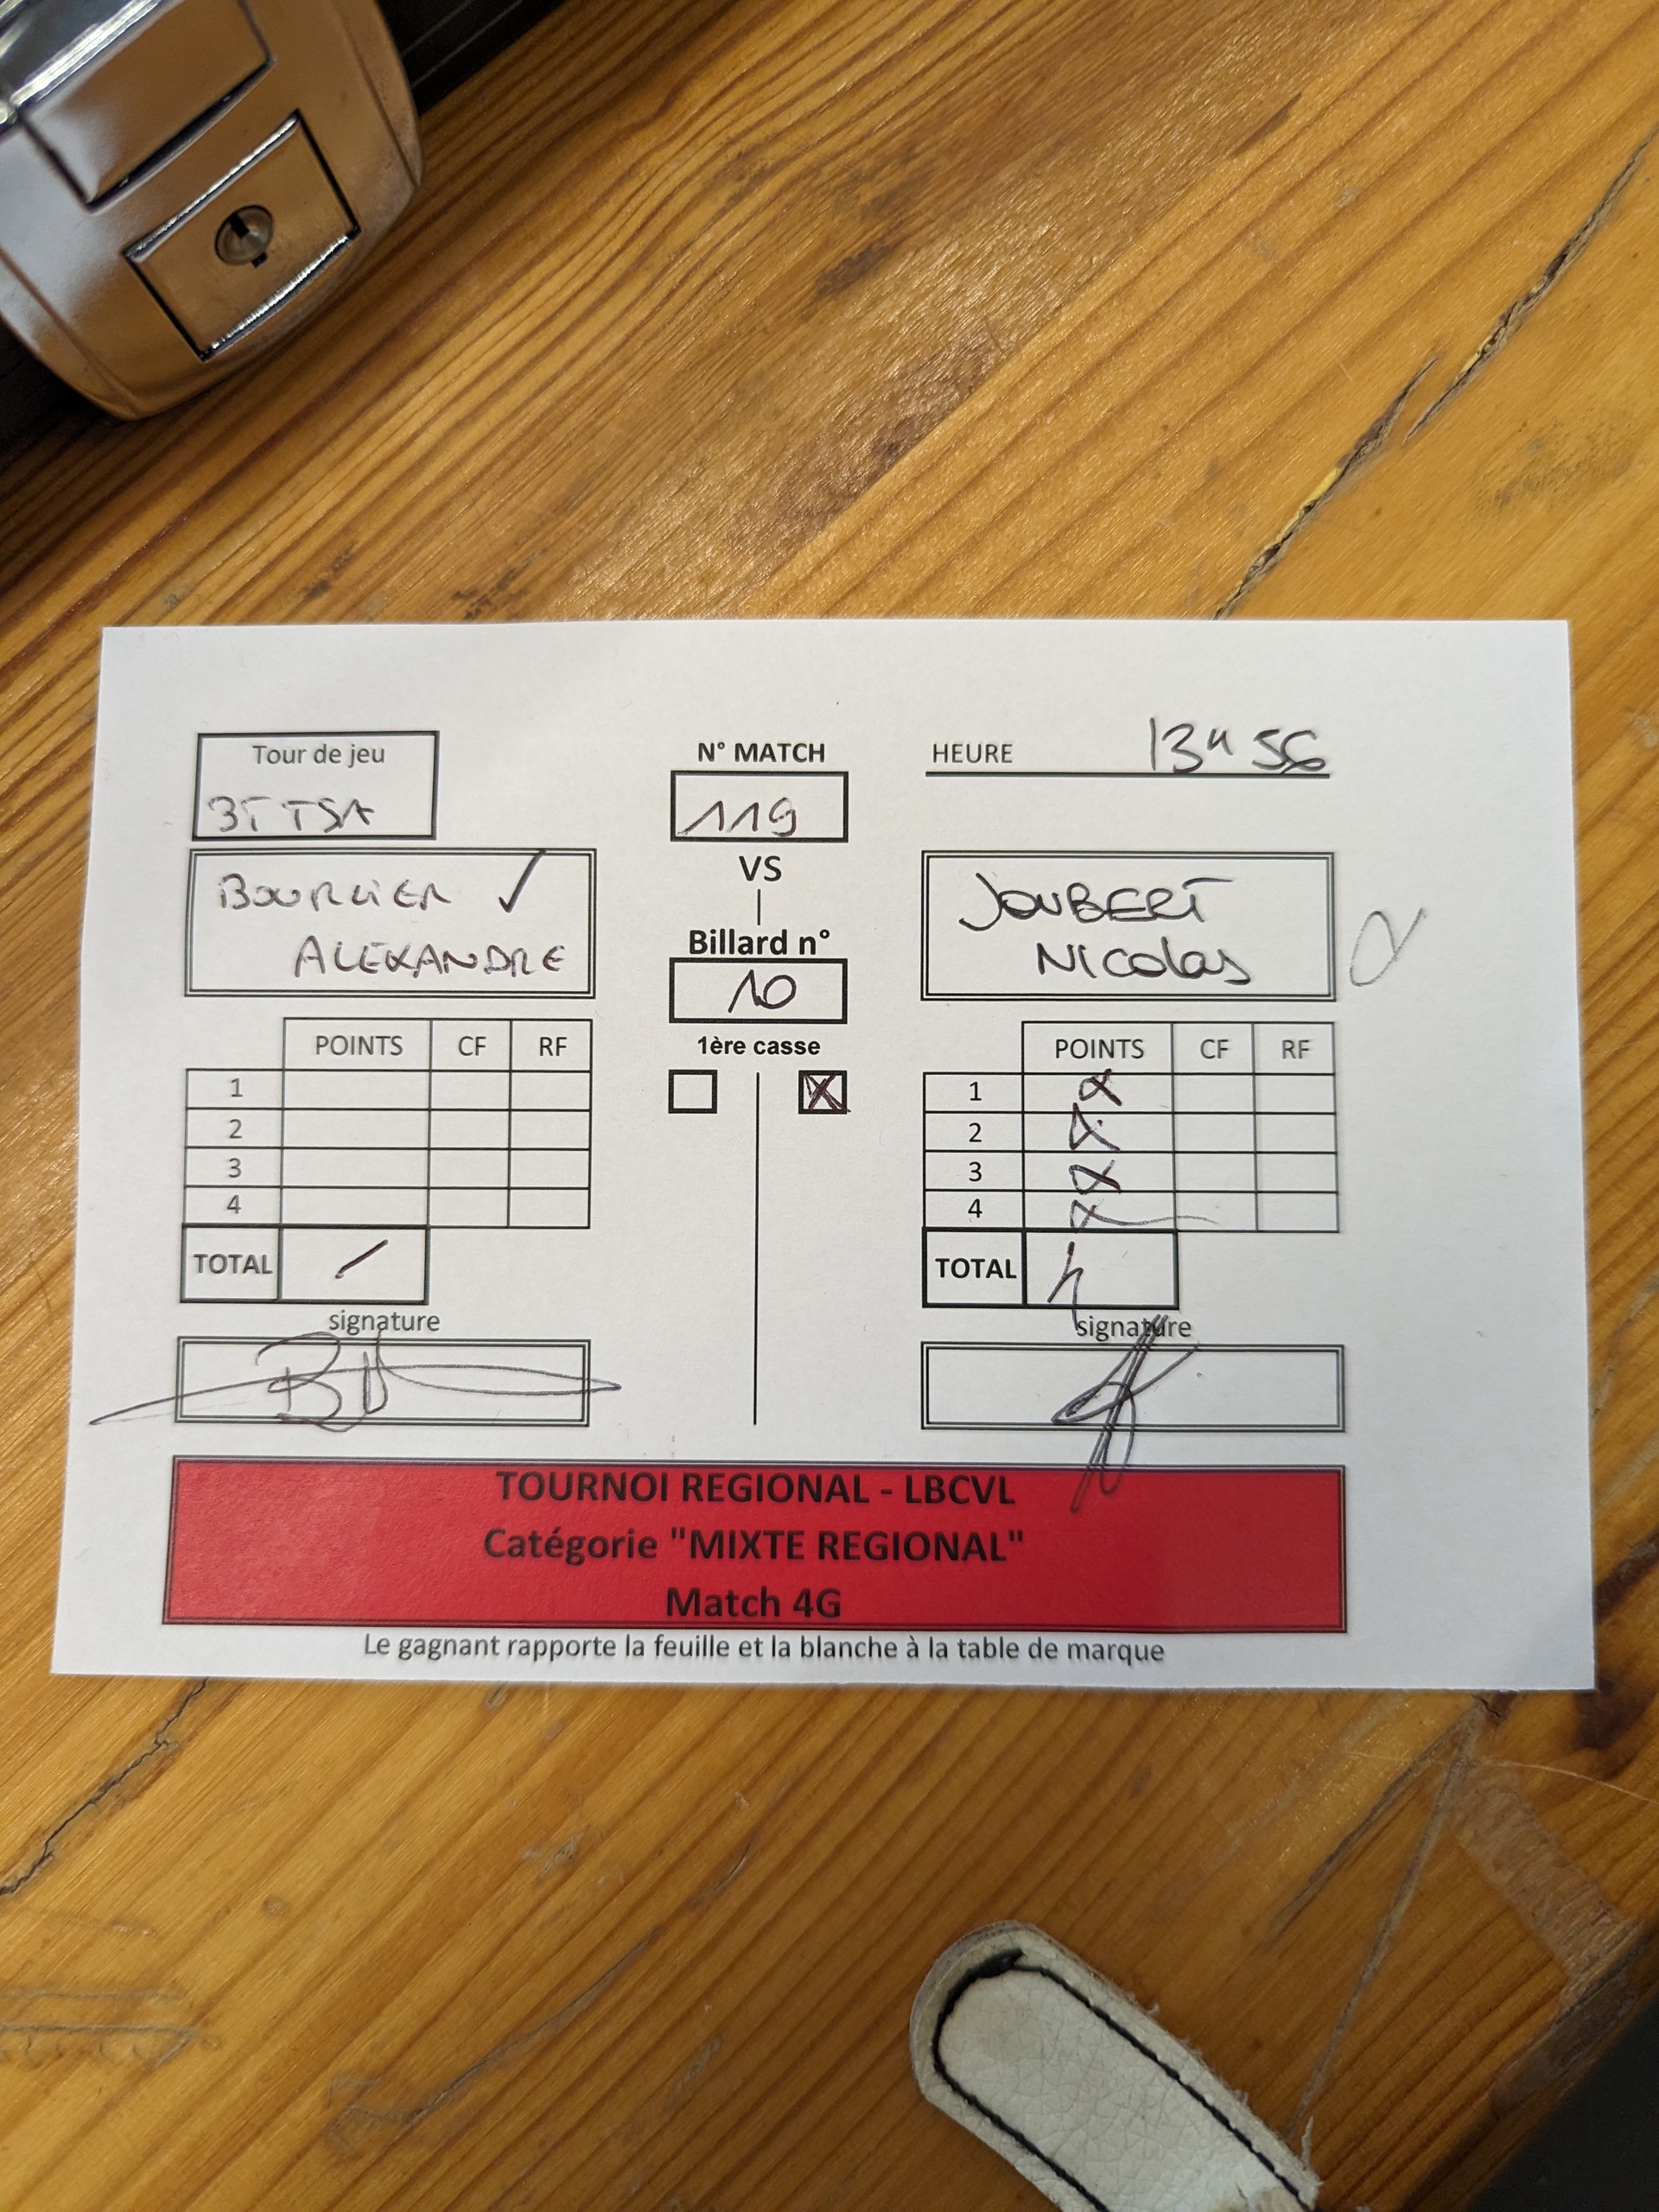 Tour de jeu
3T TSA
N° MATCH
119
HEURE 13H56
BOURLIER ✓
ALEXANDRE
VS
Billard n°
10
JOUBERT
Nicolas
1ère casse
X
POINTS CF RF
1
2
3
4
TOTAL /
signature
POINTS CF RF
1 X
2 X
3 X
4 X
TOTAL 4
signature
TOURNOI REGIONAL - LBCVL
Catégorie "MIXTE REGIONAL"
Match 4G
Le gagnant rapporte la feuille et la blanche à la table de marque